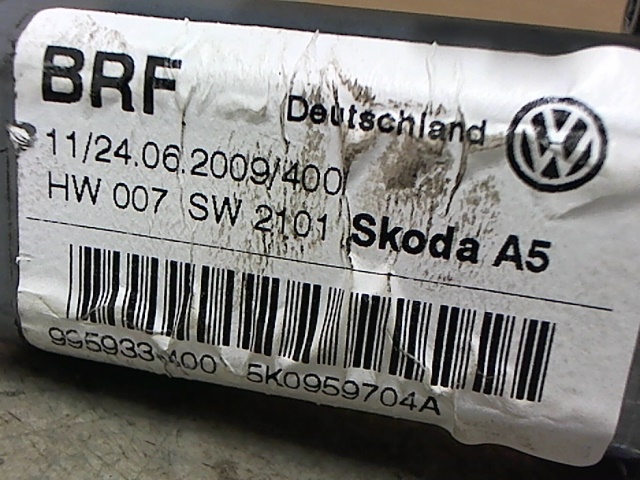 BRF Deutschland
11/24.06.2009/400
HW 007 SW 2101 Skoda A5
995933-400 5K0959704A